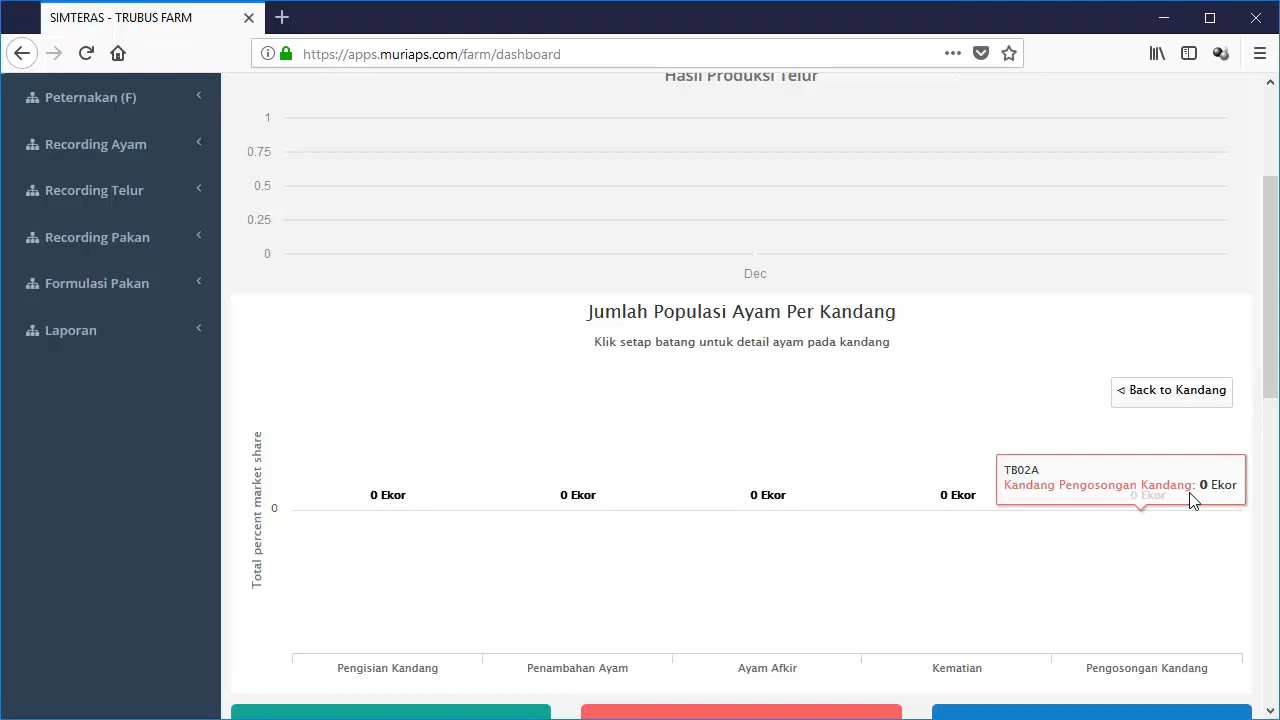 SIMTERAS - TRUBUS FARM
https://apps.muriaps.com/farm/dashboard
Peternakan (F)
Recording Ayam
Recording Telur
Recording Pakan
Formulasi Pakan
Laporan
Hasil Produksi Telur
1
0.75
0.5
0.25
0
Dec
Jumlah Populasi Ayam Per Kandang
Klik setap batang untuk detail ayam pada kandang
◃ Back to Kandang
Total percent market share
0
0 Ekor
0 Ekor
0 Ekor
0 Ekor
0 Ekor
TB02A
Kandang Pengosongan Kandang: 0 Ekor
Pengisian Kandang
Penambahan Ayam
Ayam Afkir
Kematian
Pengosongan Kandang